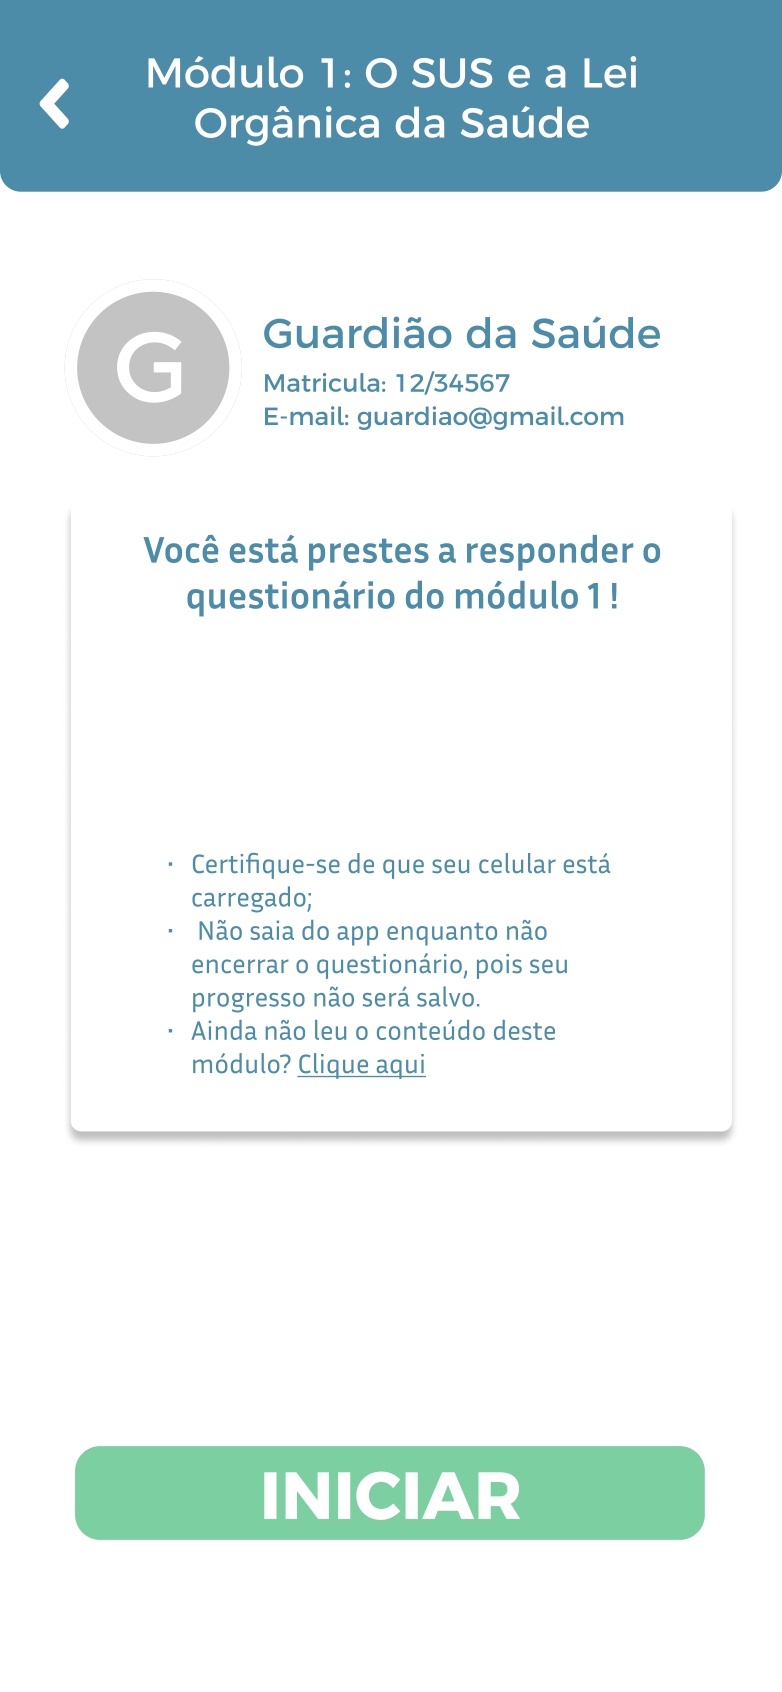 Módulo 1: O SUS e a Lei
Orgânica da Saúde
G
Guardião da Saúde
Matricula: 12/34567
E-mail: guardiao@gmail.com
Você está prestes a responder o
questionário do módulo 1!
· Certifique-se de que seu celular está
carregado;
· Não saia do app enquanto não
encerrar o questionário, pois seu
progresso não será salvo.
· Ainda não leu o conteúdo deste
módulo? Clique aqui
INICIAR